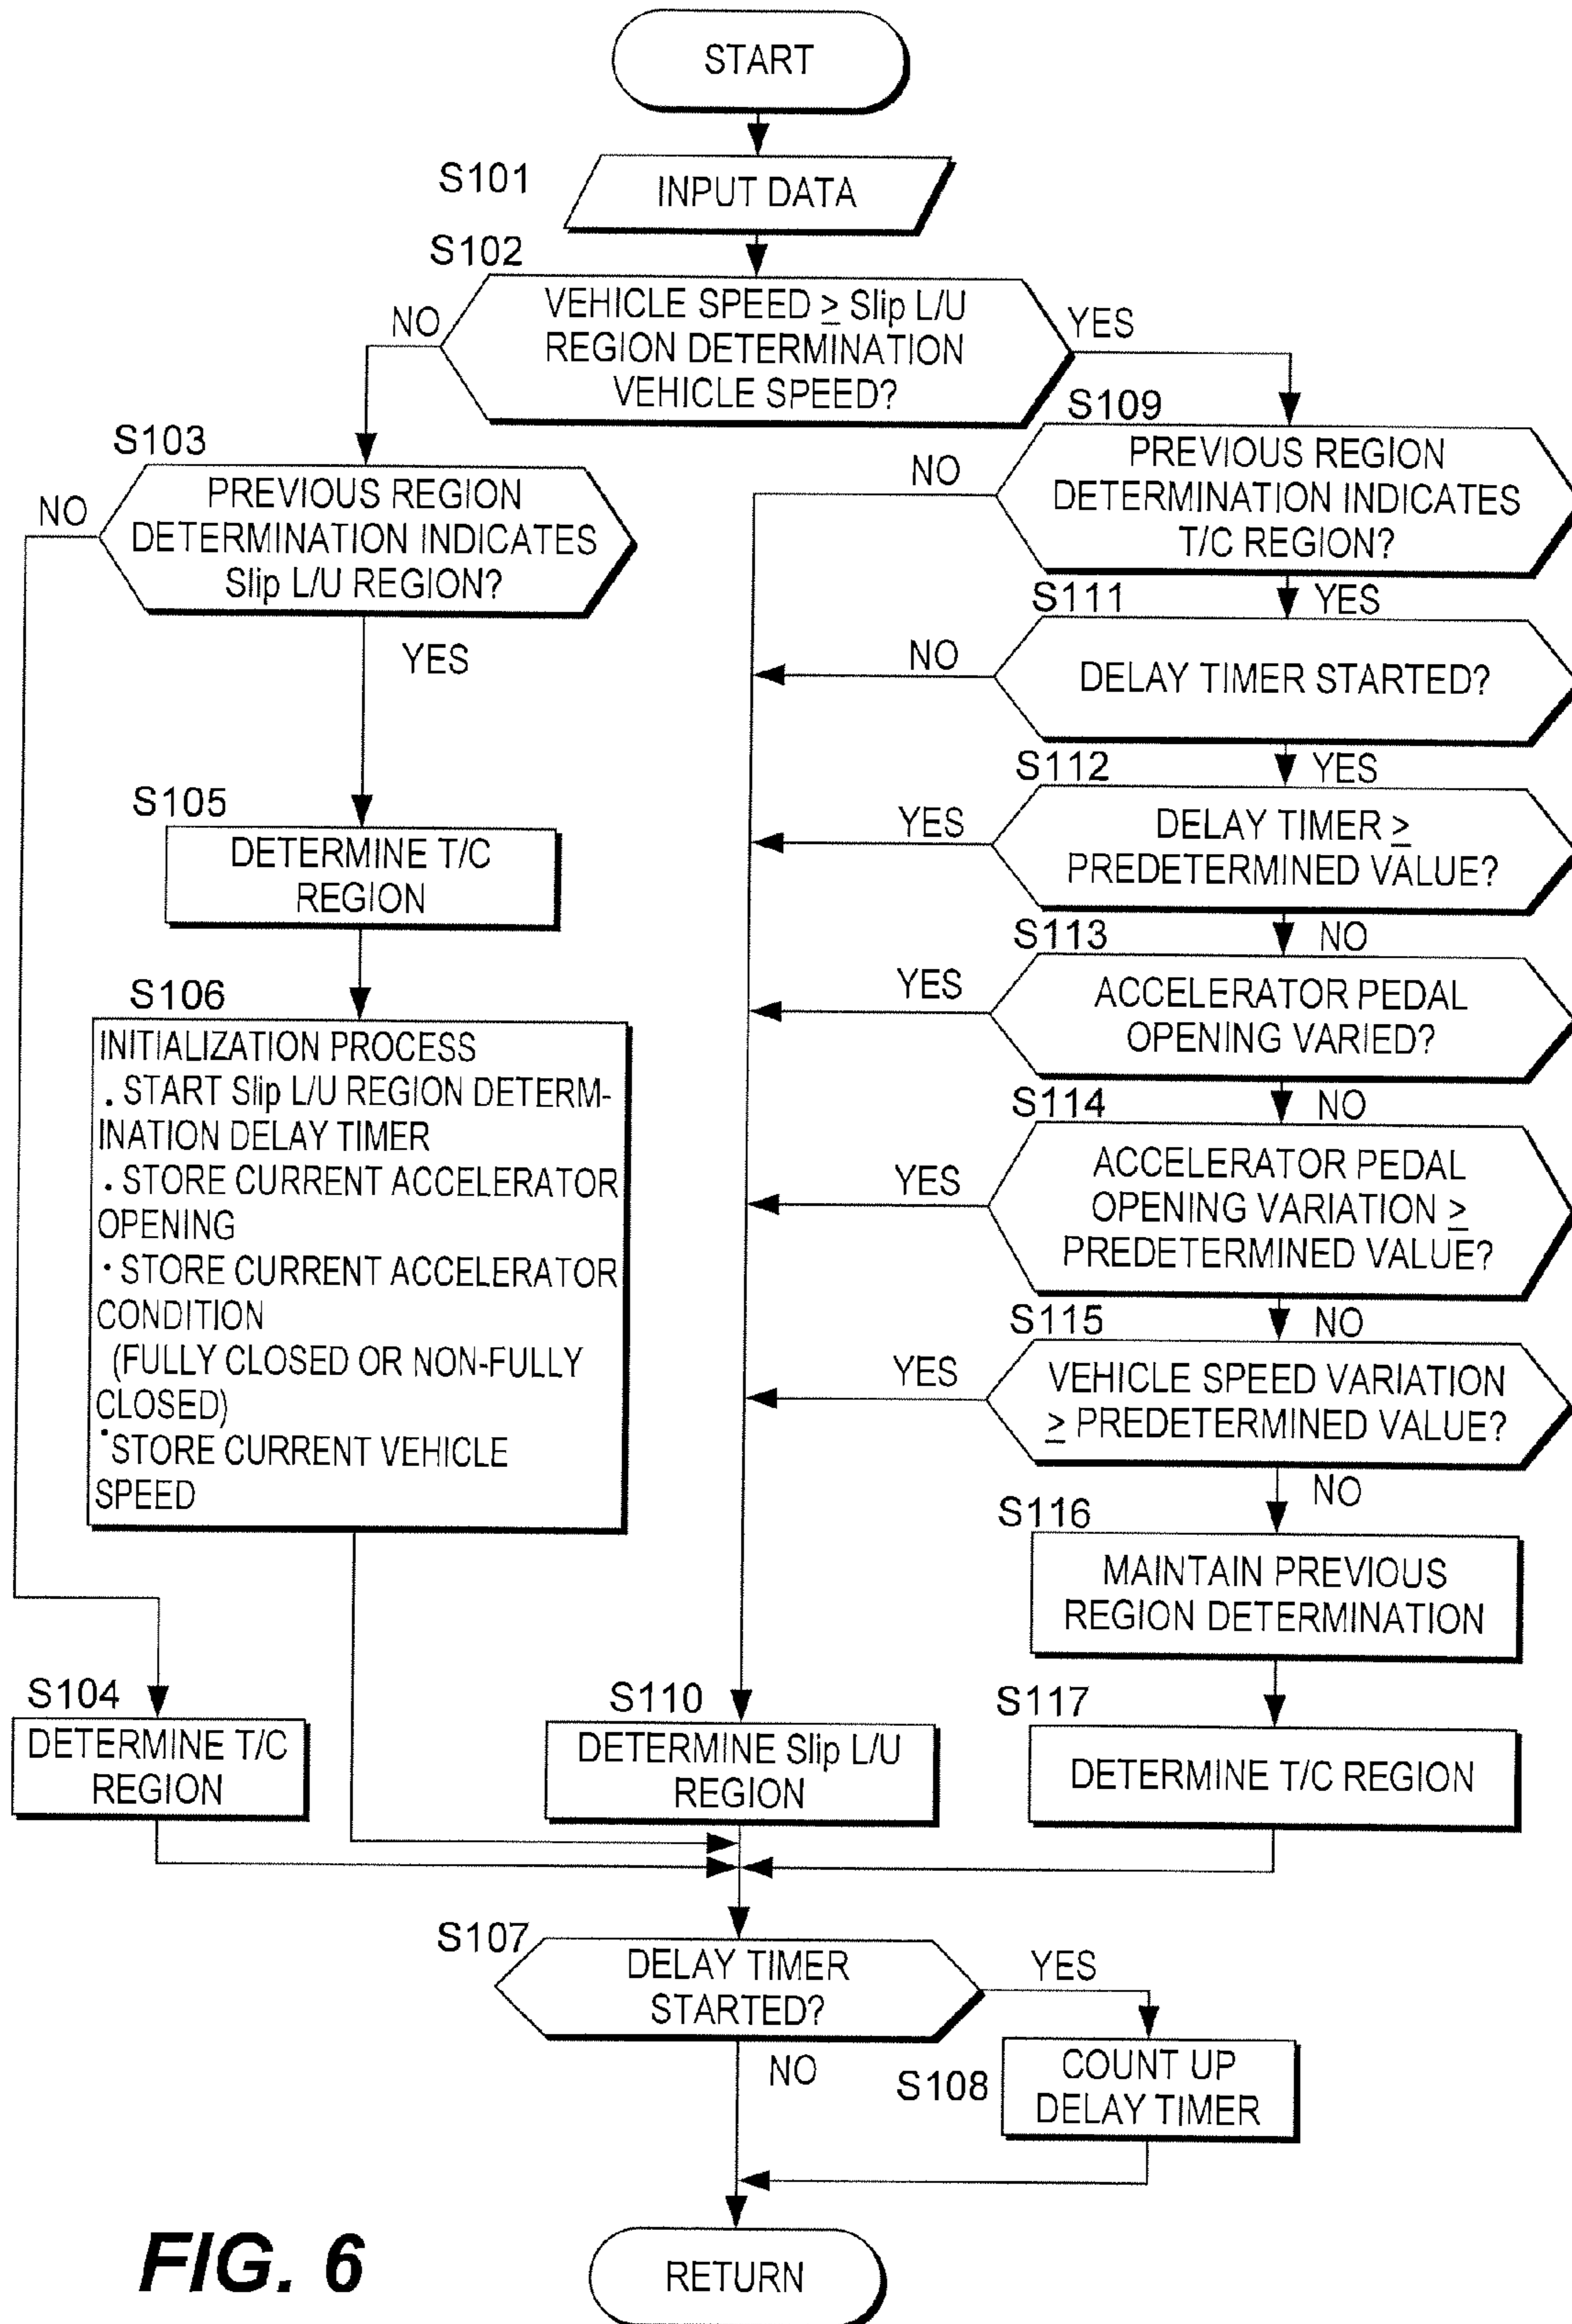 START
S101
INPUT DATA
S102
VEHICLE SPEED ≥ Slip L/U
REGION DETERMINATION
VEHICLE SPEED?
NO
YES
S103
PREVIOUS REGION
DETERMINATION INDICATES
Slip L/U REGION?
NO
YES
S109
PREVIOUS REGION
DETERMINATION INDICATES
T/C REGION?
NO
YES
S111
DELAY TIMER STARTED?
NO
YES
S112
DELAY TIMER ≥
PREDETERMINED VALUE?
YES
NO
S105
DETERMINE T/C
REGION
S113
ACCELERATOR PEDAL
OPENING VARIED?
YES
NO
S106
INITIALIZATION PROCESS
. START Slip L/U REGION DETERM-
INATION DELAY TIMER
. STORE CURRENT ACCELERATOR
OPENING
· STORE CURRENT ACCELERATOR
CONDITION
(FULLY CLOSED OR NON-FULLY
CLOSED)
·STORE CURRENT VEHICLE
SPEED
S114
ACCELERATOR PEDAL
OPENING VARIATION ≥
PREDETERMINED VALUE?
YES
NO
S115
VEHICLE SPEED VARIATION
≥ PREDETERMINED VALUE?
YES
NO
S116
MAINTAIN PREVIOUS
REGION DETERMINATION
S104
DETERMINE T/C
REGION
S110
DETERMINE Slip L/U
REGION
S117
DETERMINE T/C REGION
S107
DELAY TIMER
STARTED?
YES
NO
S108
COUNT UP
DELAY TIMER
RETURN
FIG. 6